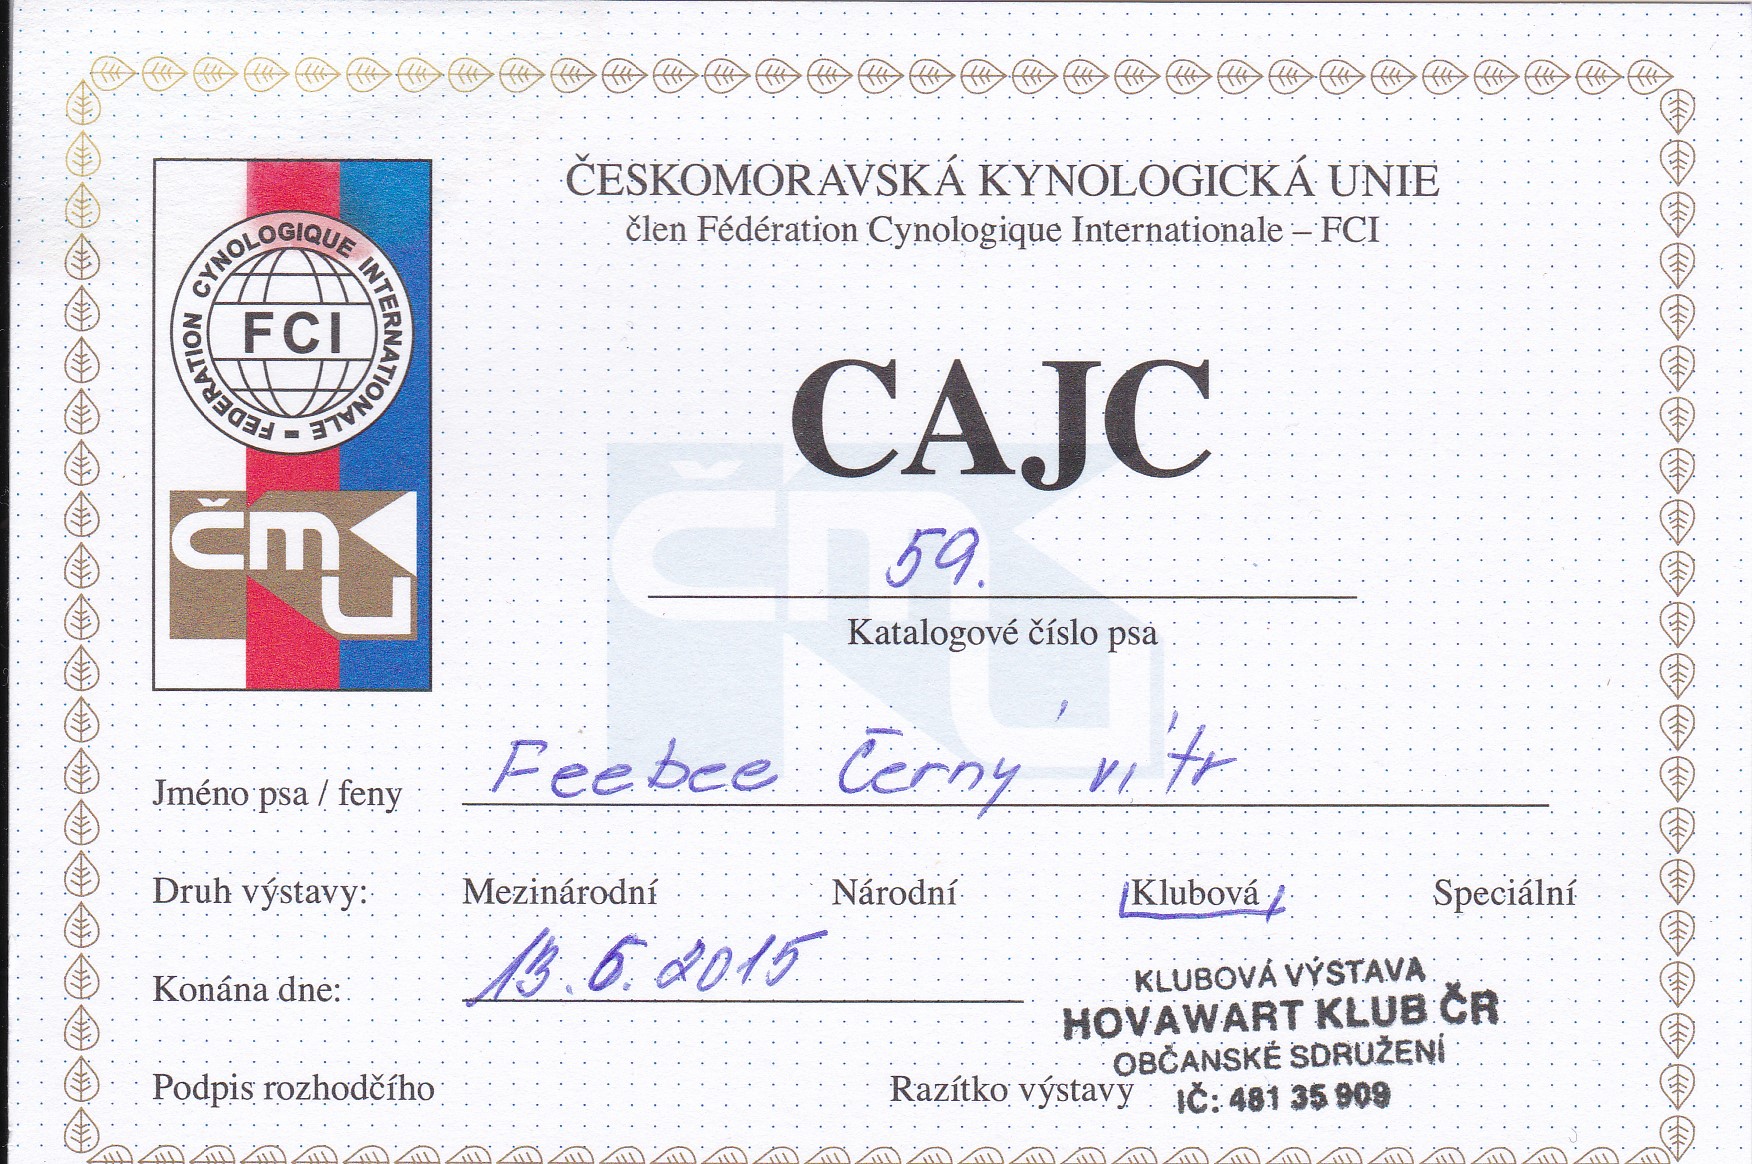 ČESKOMORAVSKÁ KYNOLOGICKÁ UNIE
člen Fédération Cynologique Internationale – FCI
FEDERATION CYNOLOGIQUE INTERNATIONALE –
FCI
ČMKU
CAJC
59.
Katalogové číslo psa
Jméno psa / feny Feebee Černý vítr
Druh výstavy: Mezinárodní Národní Klubová Speciální
Konána dne: 13.6.2015
KLUBOVÁ VÝSTAVA
HOVAWART KLUB ČR
OBČANSKÉ SDRUŽENÍ
IČ: 481 35 909
Podpis rozhodčího Razítko výstavy